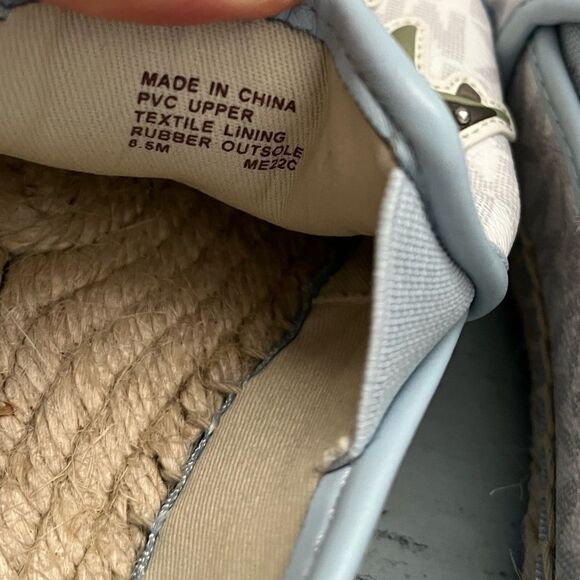 MADE IN CHINA
PVC UPPER
TEXTILE LINING
RUBBER OUTSOLE
8.5M ME22C